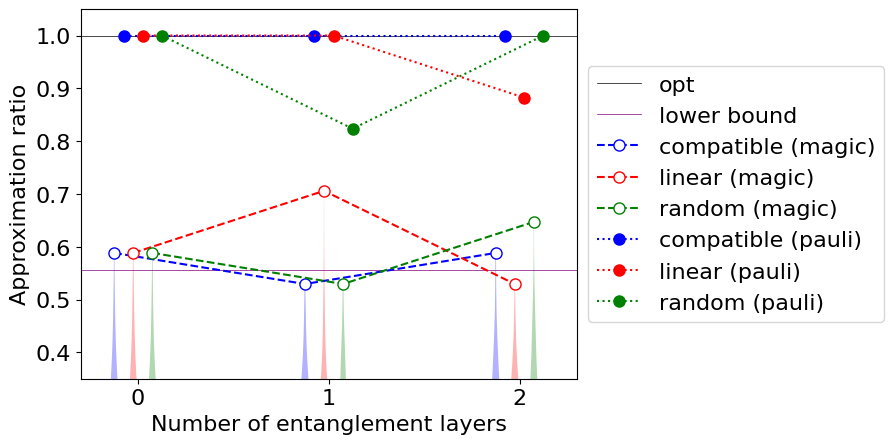 1.0
0.9
0.8
0.7
0.6
0.5
0.4
Approximation ratio
0 1 2
Number of entanglement layers
opt
lower bound
compatible (magic)
linear (magic)
random (magic)
compatible (pauli)
linear (pauli)
random (pauli)